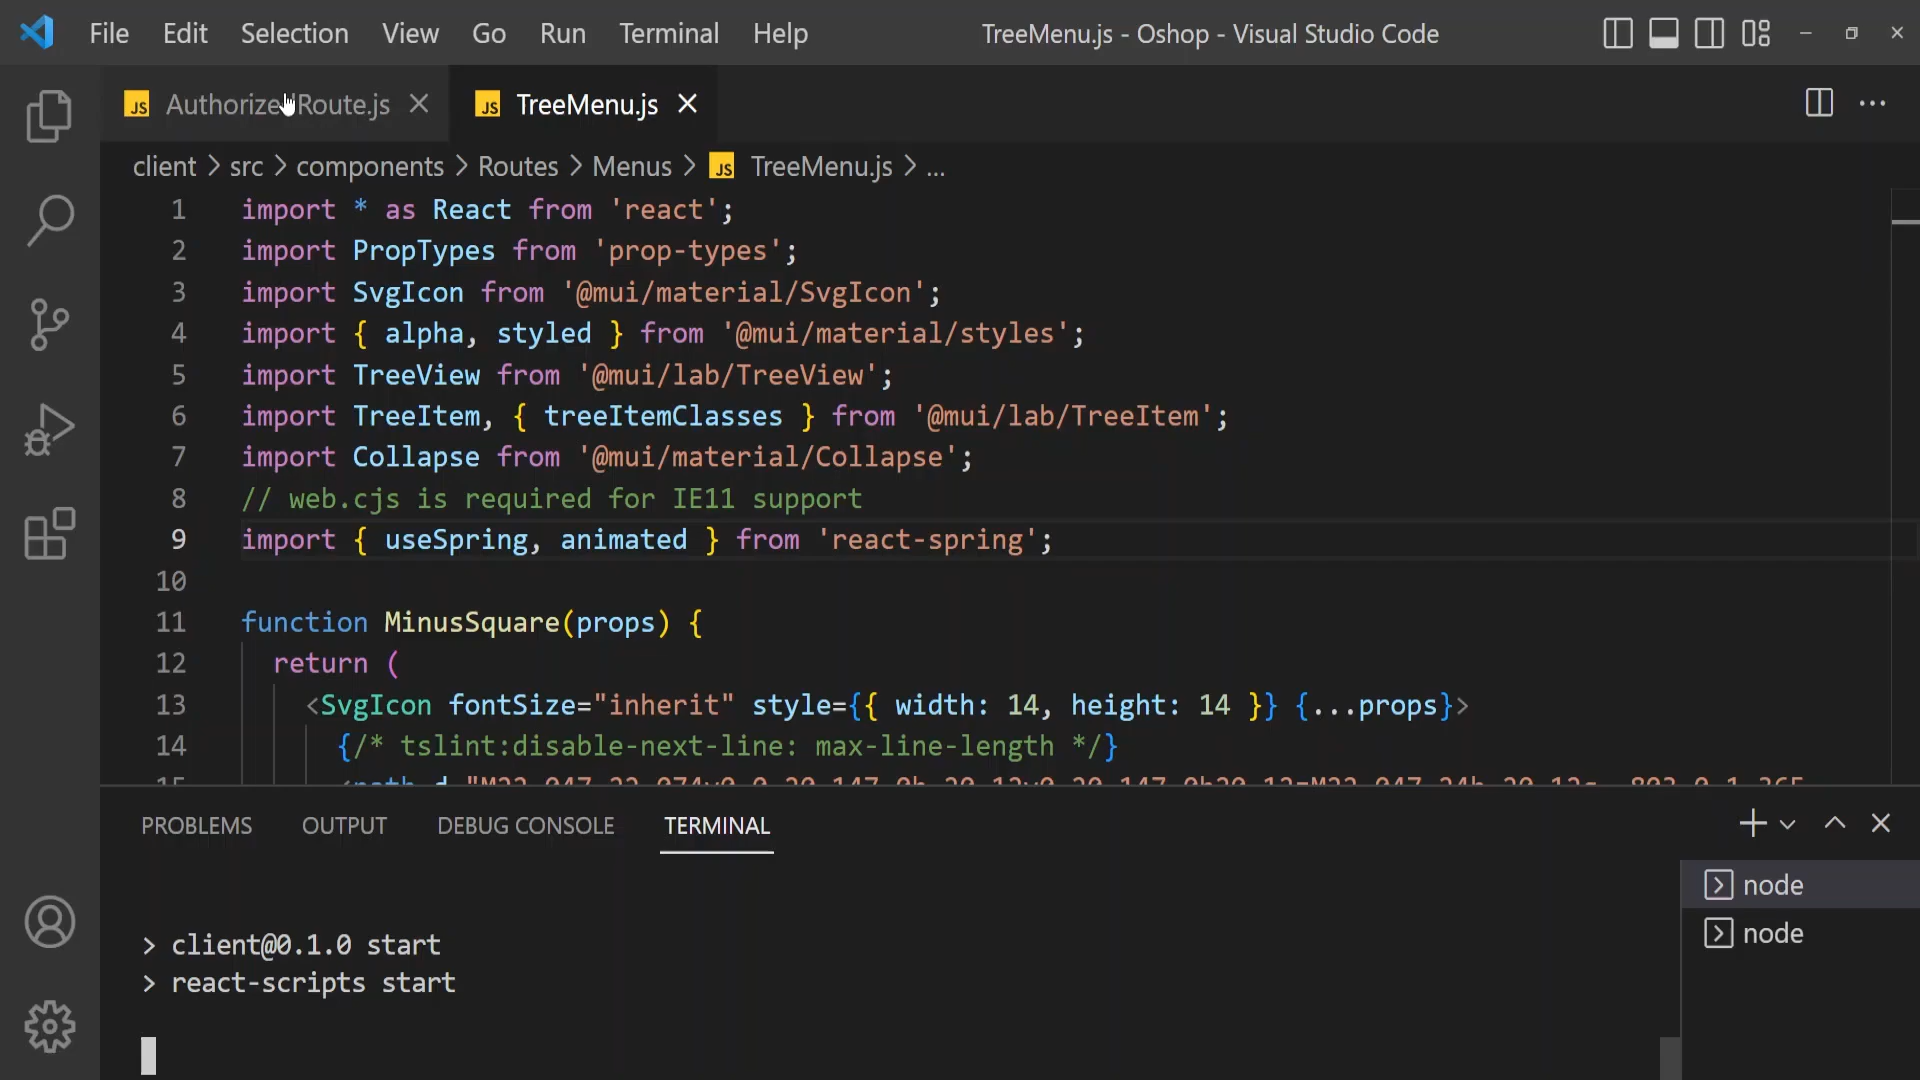 File Edit Selection View Go Run Terminal Help TreeMenu.js - Oshop - Visual Studio Code
JS AuthorizedRoute.js JS TreeMenu.js
client > src > components > Routes > Menus > JS TreeMenu.js > ...
1 import * as React from 'react';
2 import PropTypes from 'prop-types';
3 import SvgIcon from '@mui/material/SvgIcon';
4 import { alpha, styled } from '@mui/material/styles';
5 import TreeView from '@mui/lab/TreeView';
6 import TreeItem, { treeItemClasses } from '@mui/lab/TreeItem';
7 import Collapse from '@mui/material/Collapse';
8 // web.cjs is required for IE11 support
9 import { useSpring, animated } from 'react-spring';
10
11 function MinusSquare(props) {
12 return (
13 <SvgIcon fontSize="inherit" style={{ width: 14, height: 14 }} {...props}>
14 {/* tslint:disable-next-line: max-line-length */}
PROBLEMS OUTPUT DEBUG CONSOLE TERMINAL
node
node
> client@0.1.0 start
> react-scripts start